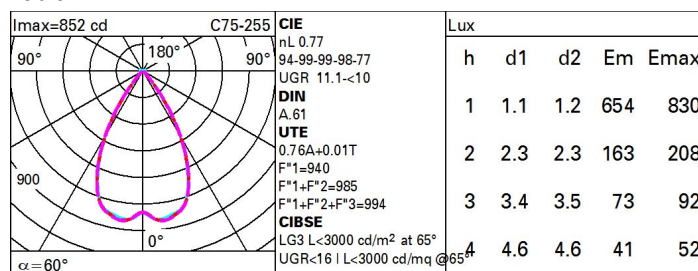 Imax=852 cd C75-255
90° 180° 90°
900
0°
α=60°
CIE
nL 0.77
94-99-99-98-77
UGR 11.1-<10
DIN
A.61
UTE
0.76A+0.01T
F"1=940
F"1+F"2=985
F"1+F"2+F"3=994
CIBSE
LG3 L<3000 cd/m² at 65°
UGR<16 | L<3000 cd/mq @65°
Lux
h d1 d2 Em Emax
1 1.1 1.2 654 830
2 2.3 2.3 163 208
3 3.4 3.5 73 92
4 4.6 4.6 41 52